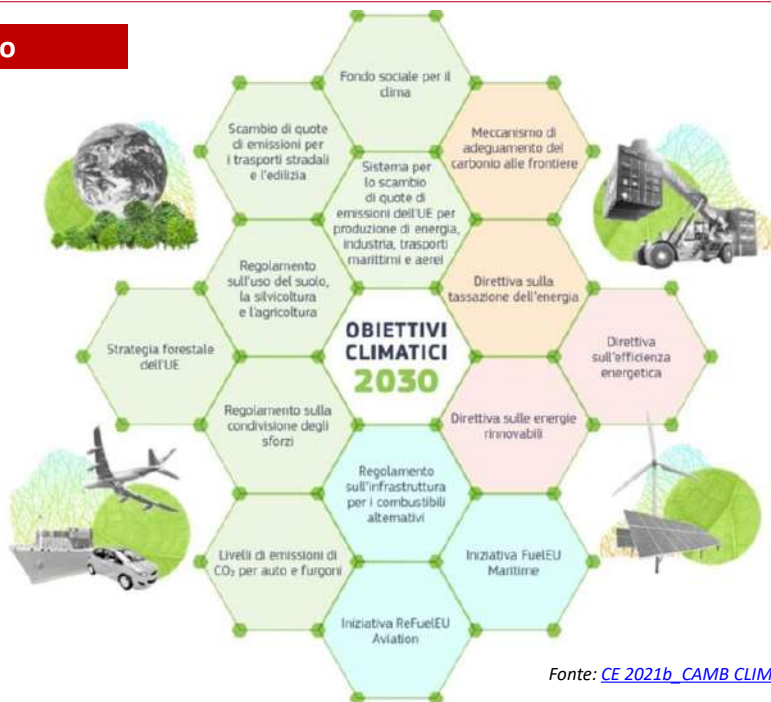 o
Fondo sociale per il
clima
Scambio di quote
di emissioni per
i trasporti stradali
e l'edilizia
Meccanismo di
adeguamento del
carbonio alle frontiere
Sistema per
lo scambio
di quote di
emissioni dell'UE per
produzione di energia,
industria, trasporti
marittimi e aerei
Regolamento
sull'uso del suolo,
la silvicoltura
e l'agricoltura
Direttiva sulla
tassazione dell'energia
Strategia forestale
dell'UE
OBIETTIVI
CLIMATICI
2030
Direttiva
sull'efficienza
energetica
Regolamento sulla
condivisione degli
sforzi
Direttiva sulle energie
rinnovabili
Regolamento
sull'infrastruttura
per i combustibili
alternativi
Livelli di emissioni di
CO₂ per auto e furgoni
Iniziativa FuelEU
Maritime
Iniziativa ReFuelEU
Aviation
Fonte: CE 2021b_CAMB CLIM